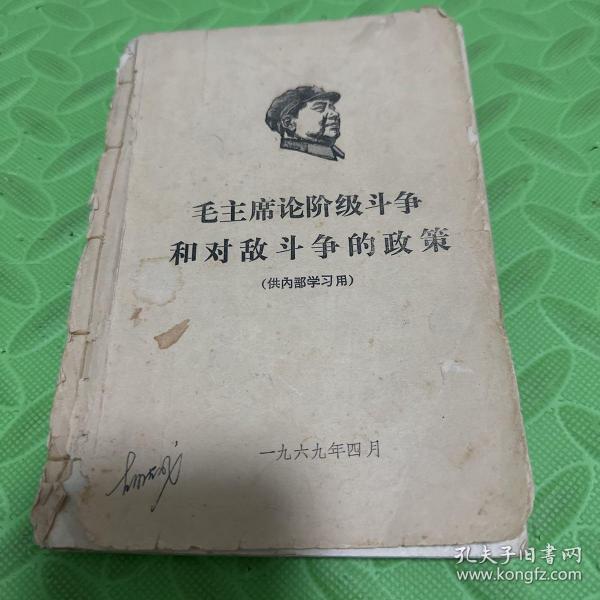 毛主席论阶级斗争
和对敌斗争的政策
(供内部学习用)
一九六九年四月
孔夫子旧书网
www.kongfz.com